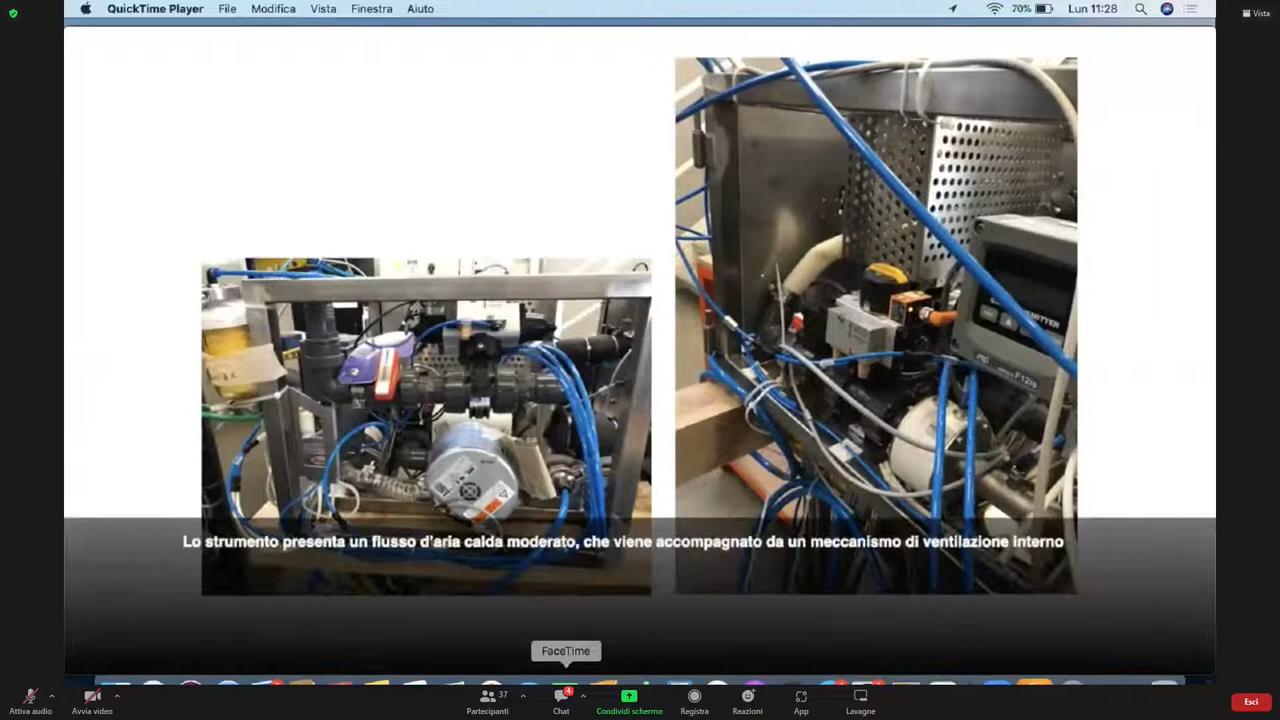 QuickTime Player File Modifica Vista Finestra Aiuto 70% Lun 11:28
Vista
Lo strumento presenta un flusso d'aria calda moderato, che viene accompagnato da un meccanismo di ventilazione interno
FaceTime
37
4
Attiva audio Avvia video Partecipanti Chat Condividi schermo Registra Reazioni App Lavagne Esci